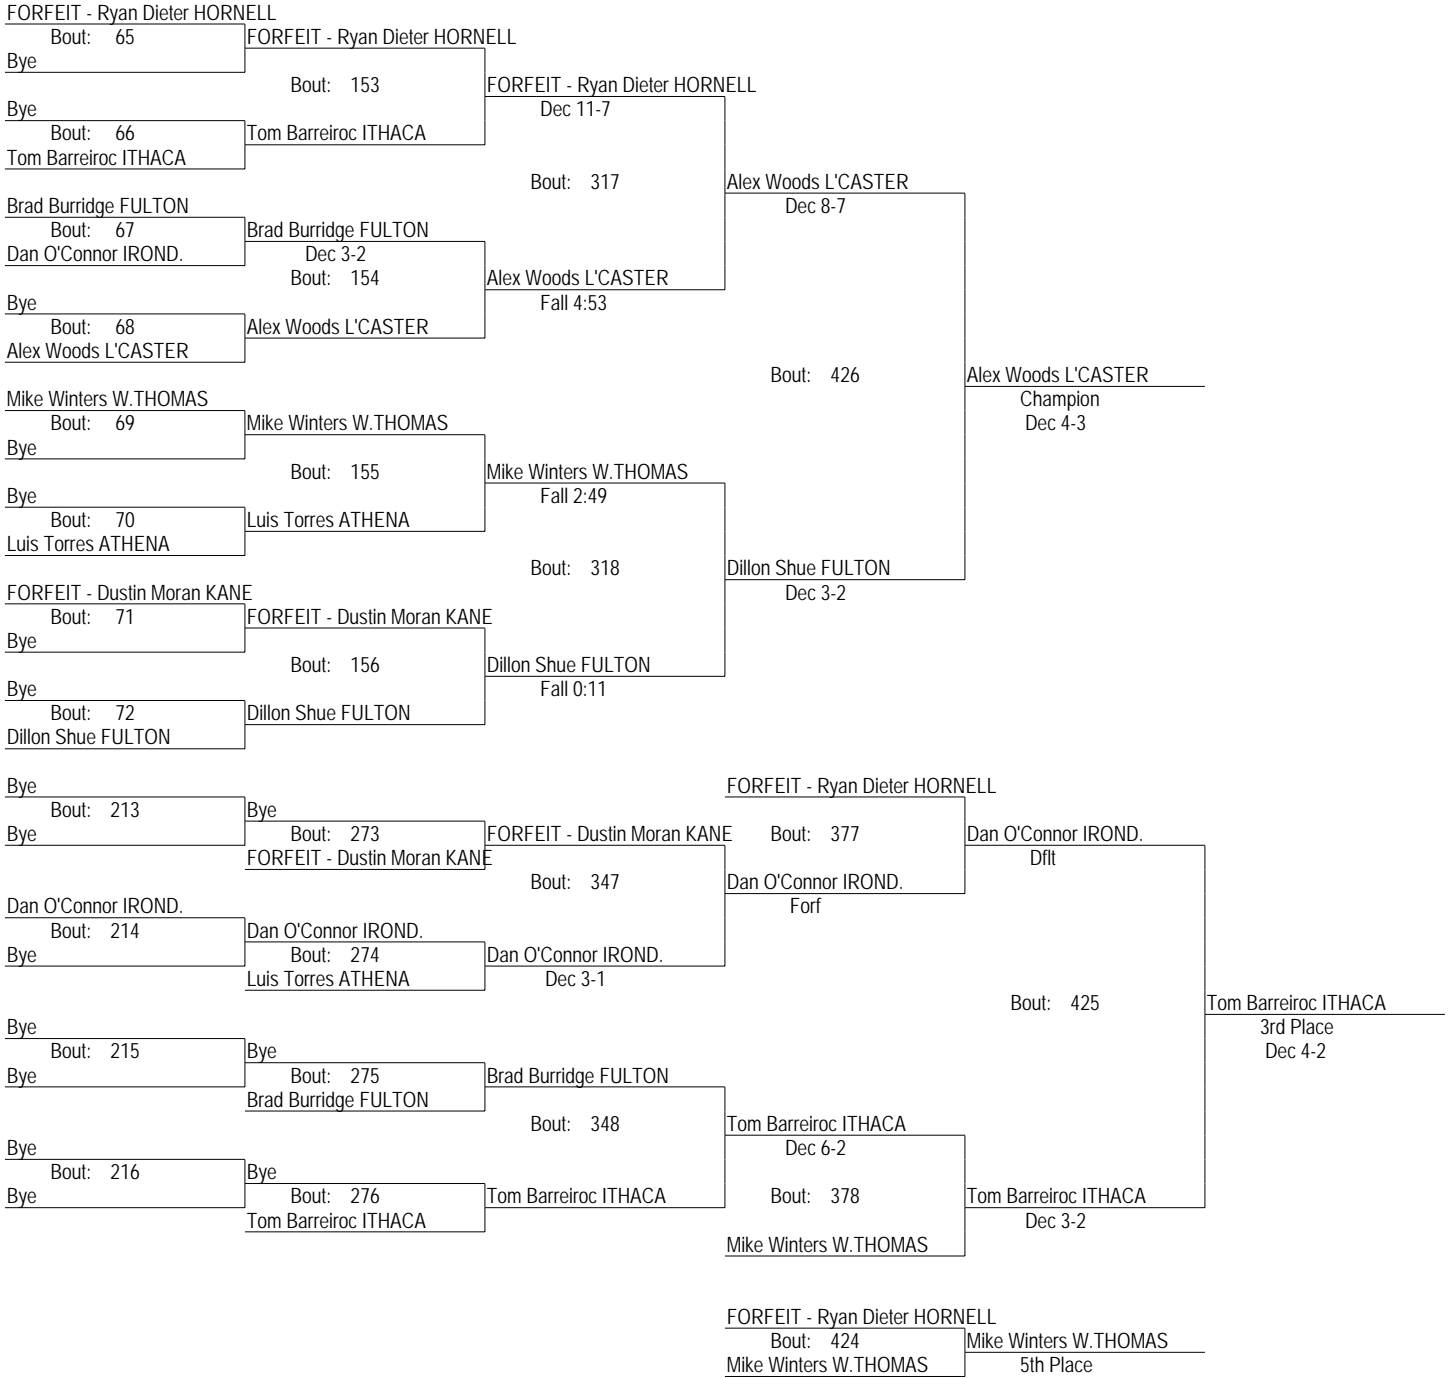 FORFEIT - Ryan Dieter HORNELL
Bout: 65
FORFEIT - Ryan Dieter HORNELL
Bye
Bout: 153
FORFEIT - Ryan Dieter HORNELL
Bye
Dec 11-7
Bout: 66
Tom Barreiroc ITHACA
Tom Barreiroc ITHACA
Bout: 317
Alex Woods L'CASTER
Brad Burridge FULTON
Dec 8-7
Bout: 67
Brad Burridge FULTON
Dan O'Connor IROND.
Dec 3-2
Bout: 154
Alex Woods L'CASTER
Bye
Fall 4:53
Bout: 68
Alex Woods L'CASTER
Alex Woods L'CASTER
Bout: 426
Alex Woods L'CASTER
Mike Winters W.THOMAS
Champion
Bout: 69
Mike Winters W.THOMAS
Dec 4-3
Bye
Bout: 155
Mike Winters W.THOMAS
Bye
Fall 2:49
Bout: 70
Luis Torres ATHENA
Luis Torres ATHENA
Bout: 318
Dillon Shue FULTON
FORFEIT - Dustin Moran KANE
Dec 3-2
Bout: 71
FORFEIT - Dustin Moran KANE
Bye
Bout: 156
Dillon Shue FULTON
Bye
Fall 0:11
Bout: 72
Dillon Shue FULTON
Dillon Shue FULTON
Bye
FORFEIT - Ryan Dieter HORNELL
Bout: 213
Bye
Bye
Bout: 273
FORFEIT - Dustin Moran KANE
Bout: 377
Dan O'Connor IROND.
FORFEIT - Dustin Moran KANE
Dflt
Bout: 347
Dan O'Connor IROND.
Dan O'Connor IROND.
Forf
Bout: 214
Dan O'Connor IROND.
Bye
Bout: 274
Dan O'Connor IROND.
Luis Torres ATHENA
Dec 3-1
Bout: 425
Tom Barreiroc ITHACA
Bye
3rd Place
Bout: 215
Bye
Dec 4-2
Bye
Bout: 275
Brad Burridge FULTON
Brad Burridge FULTON
Bout: 348
Tom Barreiroc ITHACA
Bye
Dec 6-2
Bout: 216
Bye
Bye
Bout: 276
Tom Barreiroc ITHACA
Bout: 378
Tom Barreiroc ITHACA
Tom Barreiroc ITHACA
Dec 3-2
Mike Winters W.THOMAS
FORFEIT - Ryan Dieter HORNELL
Bout: 424
Mike Winters W.THOMAS
Mike Winters W.THOMAS
5th Place